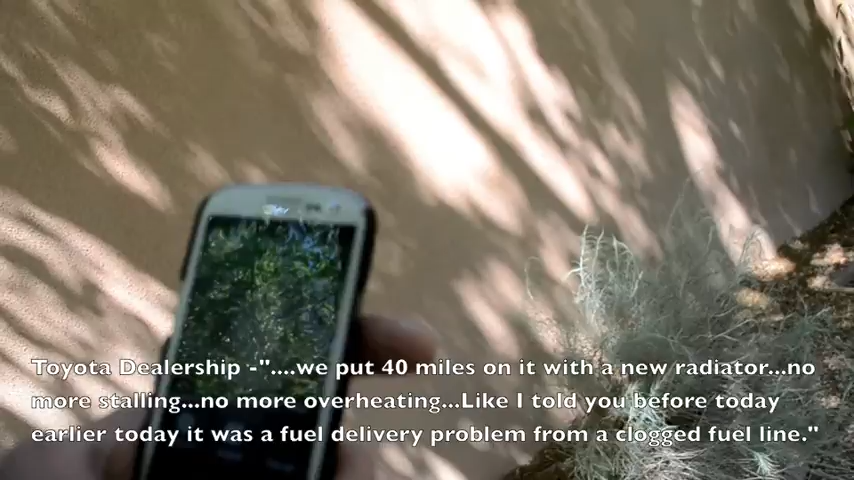 Toyota Dealership -"....we put 40 miles on it with a new radiator...no
more stalling...no more overheating...Like I told you before today
earlier today it was a fuel delivery problem from a clogged fuel line."